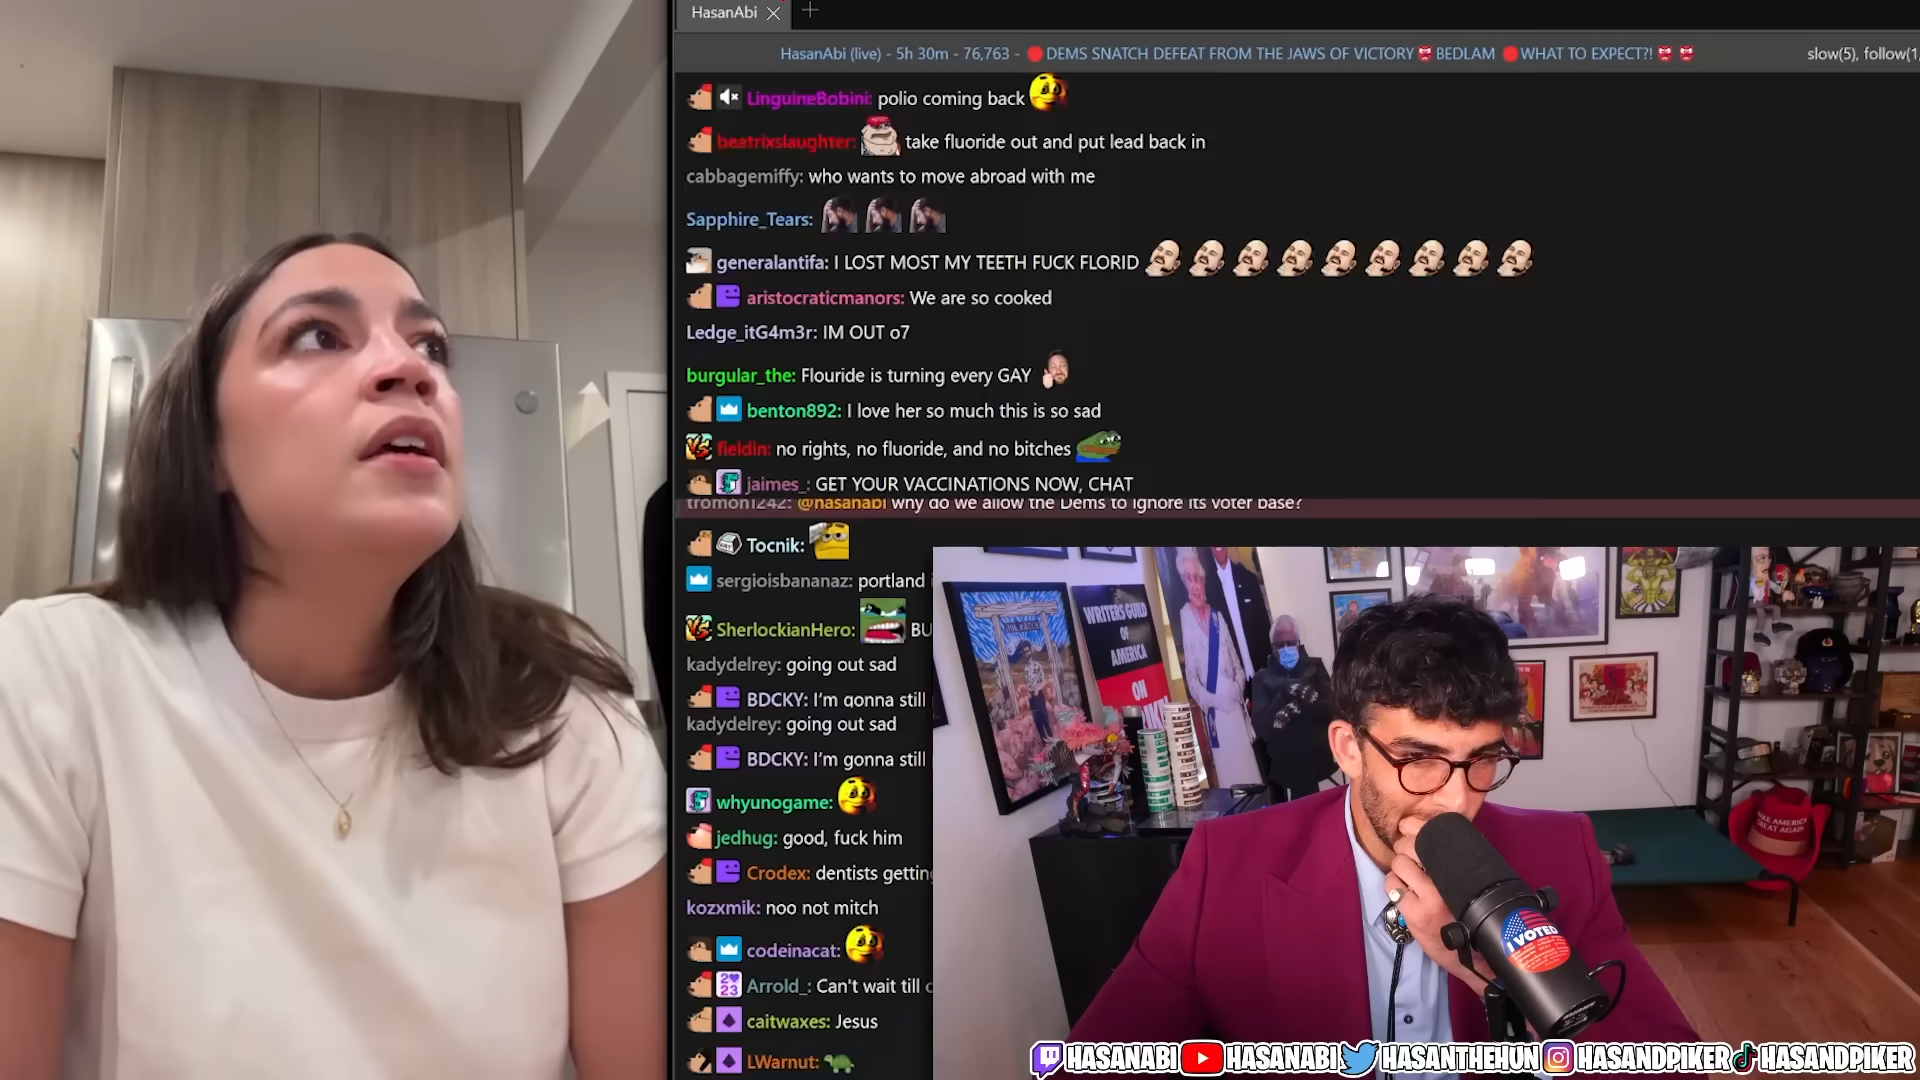 HasanAbi
HasanAbi (live) - 5h 30m - 76,763 - DEMS SNATCH DEFEAT FROM THE JAWS OF VICTORY BEDLAM WHAT TO EXPECT?!
slow(5), follow(1
LinguineBobini: polio coming back
beatrixslaughter: take fluoride out and put lead back in
cabbagemiffy: who wants to move abroad with me
Sapphire_Tears:
generalantifa: I LOST MOST MY TEETH FUCK FLORID
aristocraticmanors: We are so cooked
Ledge_itG4m3r: IM OUT o7
burgular_the: Flouride is turning every GAY
benton892: I love her so much this is so sad
fieldin: no rights, no fluoride, and no bitches
jaimes_: GET YOUR VACCINATIONS NOW, CHAT
tromoh1242: @hasanabi why do we allow the Dems to ignore its voter base?
Tocnik:
sergioisbananaz: portland i
SherlockianHero: BU
kadydelrey: going out sad
BDCKY: I'm gonna still
kadydelrey: going out sad
BDCKY: I'm gonna still
whyunogame:
jedhug: good, fuck him
Crodex: dentists getting
kozxmik: noo not mitch
codeinacat:
Arrold_: Can't wait till
caitwaxes: Jesus
LWarnut:
WRITERS GUILD
OF
AMERICA
ON
I VOTED
HASANABI HASANABI HASANTHEHUN HASANDPIKER HASANDPIKER